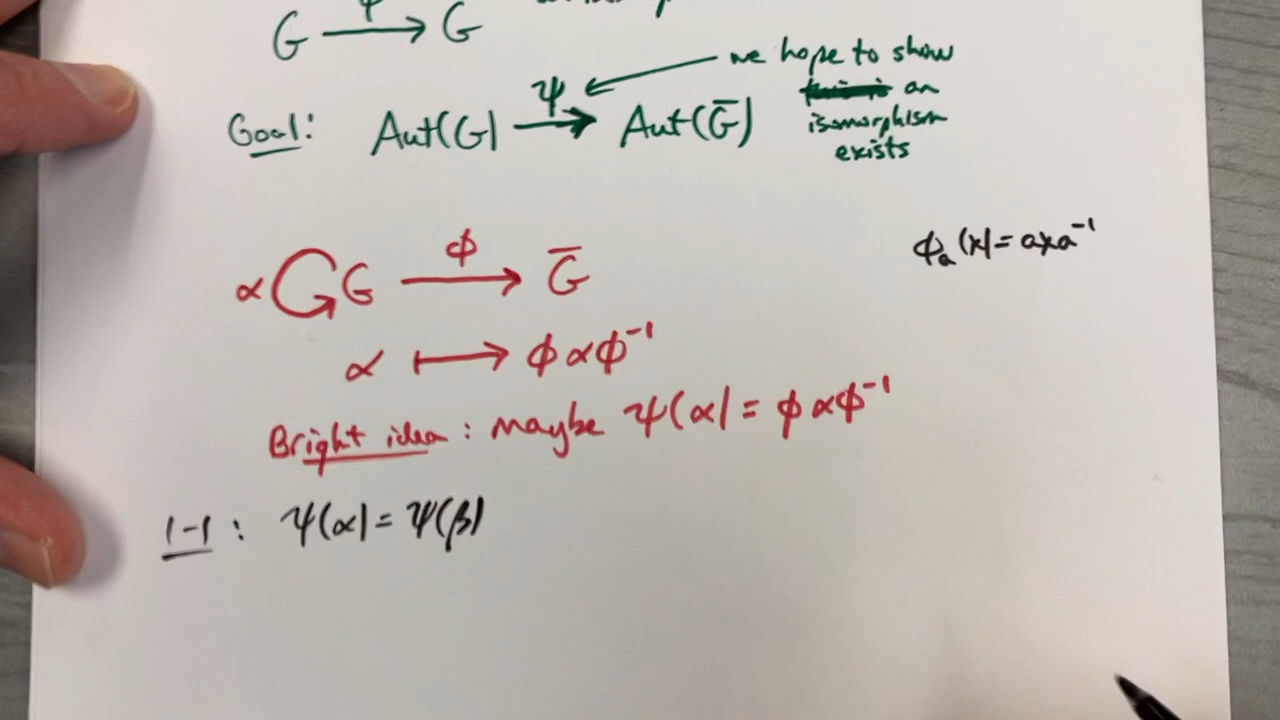 G ⟶ G
Goal: Aut(G) ⟶ Aut(G̅)
ψ
we hope to show
an
isomorphism
exists
α G ⟶ G̅
ϕ
ϕₐ(x) = axa⁻¹
α ⟼ ϕαϕ⁻¹
Bright idea: maybe ψ(α) = ϕαϕ⁻¹
1-1: ψ(α) = ψ(β)